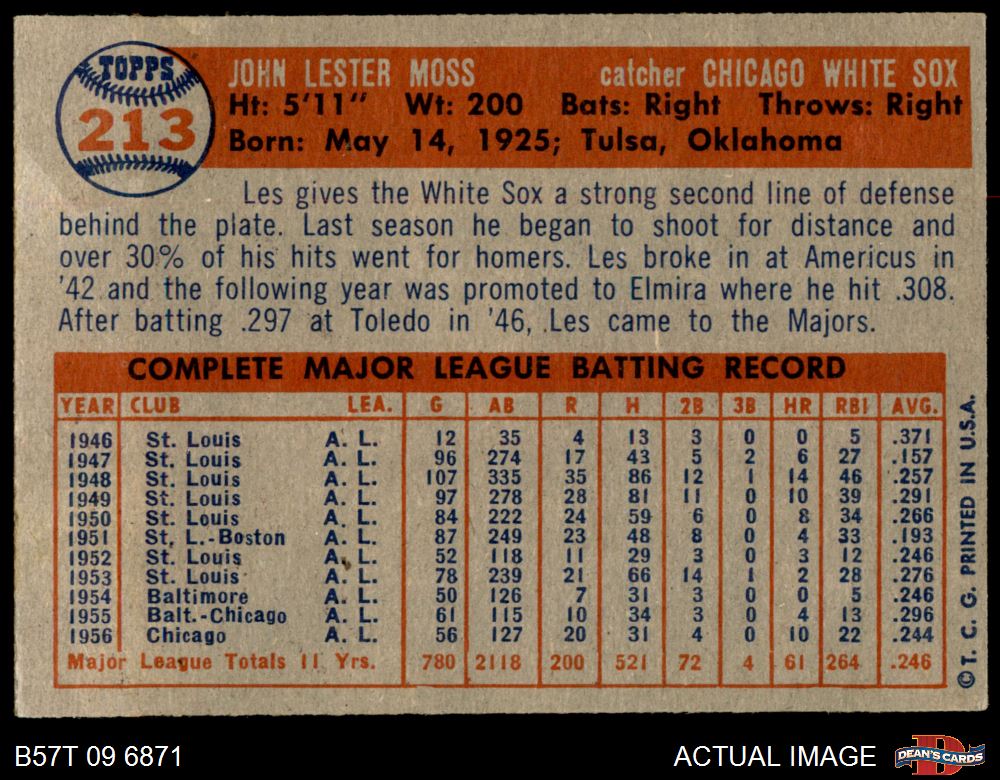 TOPPS
213
JOHN LESTER MOSS catcher CHICAGO WHITE SOX
Ht: 5'11" Wt: 200 Bats: Right Throws: Right
Born: May 14, 1925; Tulsa, Oklahoma
Les gives the White Sox a strong second line of defense
behind the plate. Last season he began to shoot for distance and
over 30% of his hits went for homers. Les broke in at Americus in
'42 and the following year was promoted to Elmira where he hit .308.
After batting .297 at Toledo in '46, Les came to the Majors.
COMPLETE MAJOR LEAGUE BATTING RECORD
YEAR CLUB LEA. G AB R H 2B 3B HR RBI AVG.
1946 St. Louis A. L. 12 35 4 13 3 0 0 5 .371
1947 St. Louis A. L. 96 274 17 43 5 2 6 27 .157
1948 St. Louis A. L. 107 335 35 86 12 1 14 46 .257
1949 St. Louis A. L. 97 278 28 81 11 0 10 39 .291
1950 St. Louis A. L. 84 222 24 59 6 0 8 34 .266
1951 St, L.-Boston A. L. 87 249 23 48 8 0 4 33 .193
1952 St. Louis A. L. 52 118 11 29 3 0 3 12 .246
1953 St. Louis A. L. 78 239 21 66 14 1 2 28 .276
1954 Baltimore A. L. 50 126 7 31 3 0 0 5 .246
1955 Balt.-Chicago A. L. 61 115 10 34 3 0 4 13 .296
1956 Chicago A. L. 56 127 20 31 4 0 10 22 .244
Major League Totals 11 Yrs. 780 2118 200 521 72 4 61 264 .246
©T. C. G. PRINTED IN U.S.A.
B57T 09 6871 ACTUAL IMAGE DEAN'S CARDS